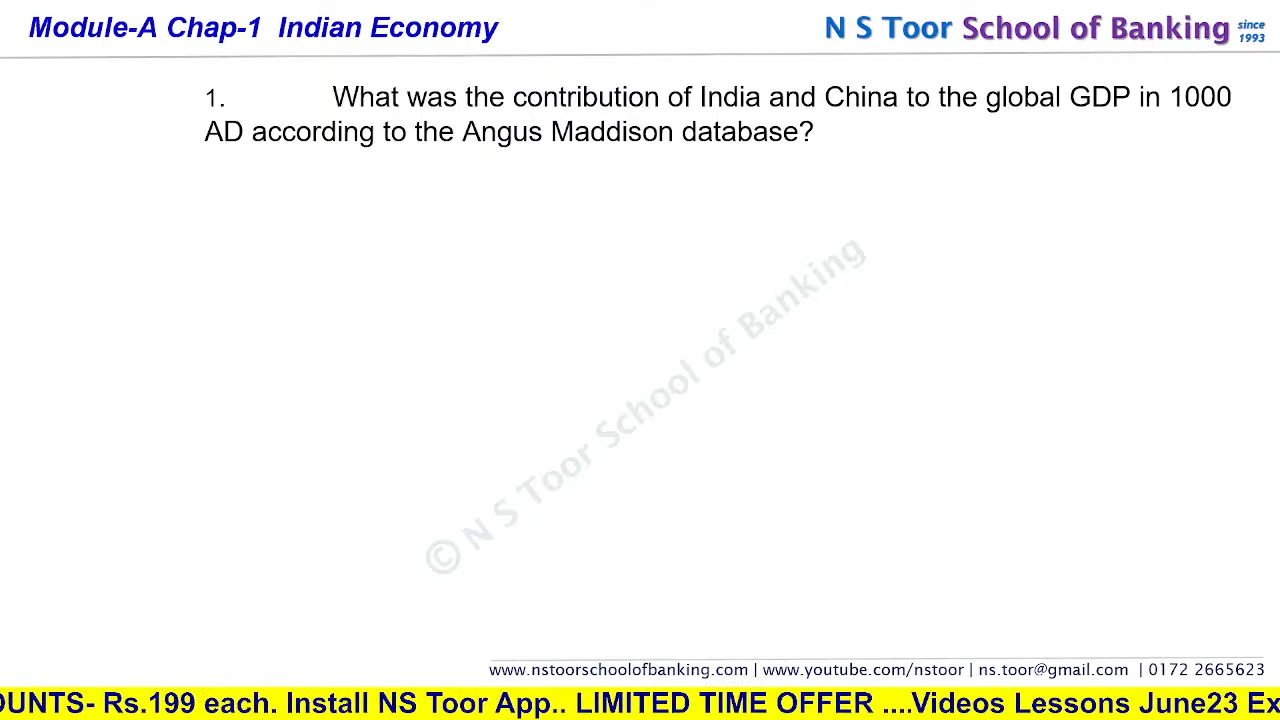 Module-A Chap-1 Indian Economy
N S Toor School of Banking since 1993
1. What was the contribution of India and China to the global GDP in 1000
AD according to the Angus Maddison database?
© N S Toor School of Banking
www.nstoorschoolofbanking.com | www.youtube.com/nstoor | ns.toor@gmail.com | 0172 2665623
OUNTS- Rs.199 each. Install NS Toor App.. LIMITED TIME OFFER ....Videos Lessons June23 Ex